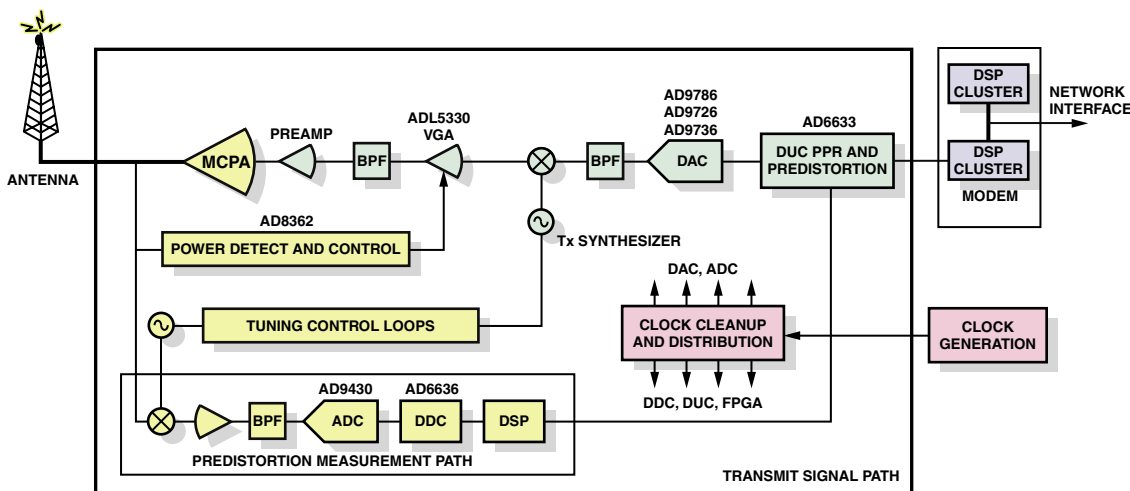 AD9786
AD9726
AD9736
ADL5330
VGA
PREAMP
AD6633
DSP
CLUSTER
NETWORK
INTERFACE
MCPA
BPF
BPF
DAC
DUC PPR AND
PREDISTORTION
DSP
CLUSTER
MODEM
ANTENNA
AD8362
POWER DETECT AND CONTROL
Tx SYNTHESIZER
DAC, ADC
TUNING CONTROL LOOPS
CLOCK CLEANUP
AND DISTRIBUTION
CLOCK
GENERATION
DDC, DUC, FPGA
AD9430
AD6636
BPF
ADC
DDC
DSP
PREDISTORTION MEASUREMENT PATH
TRANSMIT SIGNAL PATH